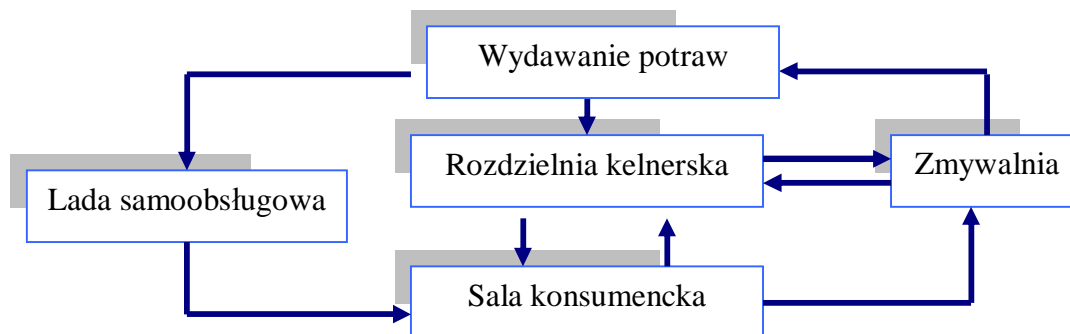 Wydawanie potraw
Rozdzielnia kelnerska
Zmywalnia
Lada samoobsługowa
Sala konsumencka